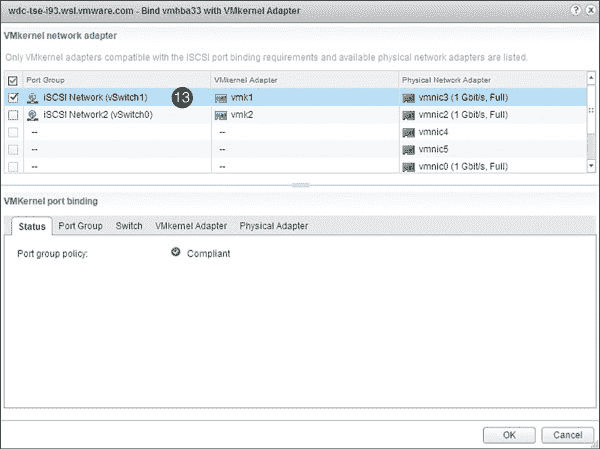 wdc-tse-i93.wsl.vmware.com - Bind vmhba33 with VMkernel Adapter
VMkernel network adapter
Only VMkernel adapters compatible with the iSCSI port binding requirements and available physical network adapters are listed.
Port Group VMkernel Adapter Physical Network Adapter
iSCSI Network (vSwitch1) 13 vmk1 vmnic3 (1 Gbit/s, Full)
iSCSI Network2 (vSwitch0) vmk2 vmnic2 (1 Gbit/s, Full)
-- -- vmnic4
-- -- vmnic5
-- -- vmnic0 (1 Gbit/s, Full)
VMKernel port binding
Status Port Group Switch VMkernel Adapter Physical Adapter
Port group policy: Compliant
OK Cancel